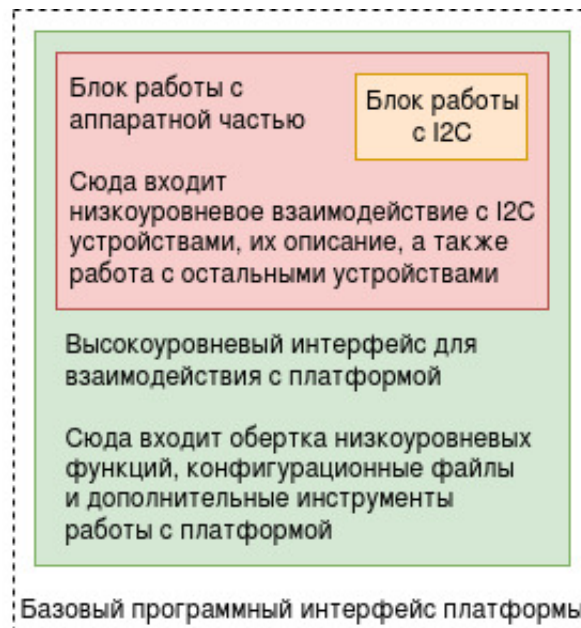 Блок работы с
аппаратной частью
Блок работы
с I2C
Сюда входит
низкоуровневое взаимодействие с I2C
устройствами, их описание, а также
работа с остальными устройствами
Высокоуровневый интерфейс для
взаимодействия с платформой
Сюда входит обертка низкоуровневых
функций, конфигурационные файлы
и дополнительные инструменты
работы с платформой
Базовый программный интерфейс платформы